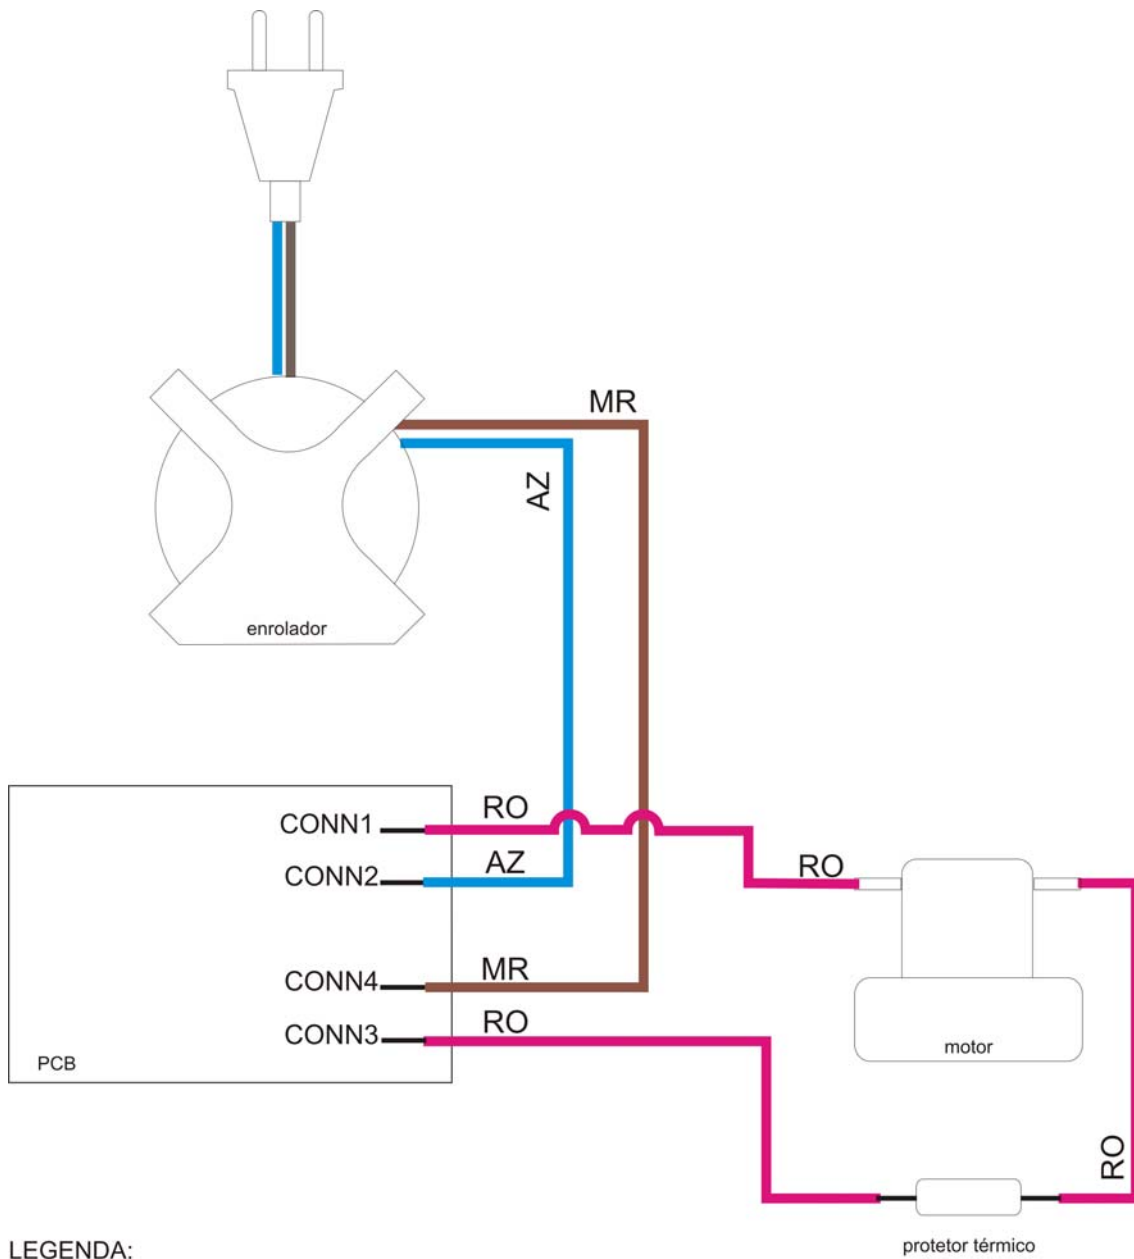 MR
AZ
enrolador
RO
CONN1
AZ
CONN2
RO
MR
CONN4
RO
CONN3
motor
PCB
RO
protetor térmico
LEGENDA: